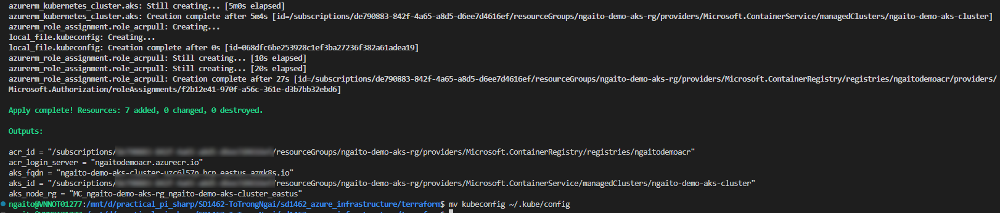 azurerm_kubernetes_cluster.aks: Still creating... [5m0s elapsed]
azurerm_kubernetes_cluster.aks: Creation complete after 5m4s [id=/subscriptions/de790883-842f-4a65-a8d5-d6ee7d4616ef/resourceGroups/ngaito-demo-aks-rg/providers/Microsoft.ContainerService/managedClusters/ngaito-demo-aks-cluster]
azurerm_role_assignment.role_acrpull: Creating...
local_file.kubeconfig: Creating...
local_file.kubeconfig: Creation complete after 0s [id=068dfc6be253928c1ef3ba27236f382a61adea19]
azurerm_role_assignment.role_acrpull: Still creating... [10s elapsed]
azurerm_role_assignment.role_acrpull: Still creating... [20s elapsed]
azurerm_role_assignment.role_acrpull: Creation complete after 27s [id=/subscriptions/de790883-842f-4a65-a8d5-d6ee7d4616ef/resourceGroups/ngaito-demo-aks-rg/providers/Microsoft.ContainerRegistry/registries/ngaitodemoacr/providers/
Microsoft.Authorization/roleAssignments/f2b12e41-970f-a56c-361e-d3b7bb32ebd6]
Apply complete! Resources: 7 added, 0 changed, 0 destroyed.
Outputs:
acr_id = "/subscriptions/ /resourceGroups/ngaito-demo-aks-rg/providers/Microsoft.ContainerRegistry/registries/ngaitodemoacr"
acr_login_server = "ngaitodemoacr.azurecr.io"
aks_fqdn = "ngaito-demo-aks-cluster-uzc6l57n.hcp.eastus.azmk8s.io"
aks_id = "/subscriptions/ /resourceGroups/ngaito-demo-aks-rg/providers/Microsoft.ContainerService/managedClusters/ngaito-demo-aks-cluster"
aks_node_rg = "MC_ngaito-demo-aks-rg_ngaito-demo-aks-cluster_eastus"
ngaito@VNNOT01277:/mnt/d/practical_pi_sharp/SD1462-ToTrongNgai/sd1462_azure_infrastructure/terraform$ mv kubeconfig ~/.kube/config